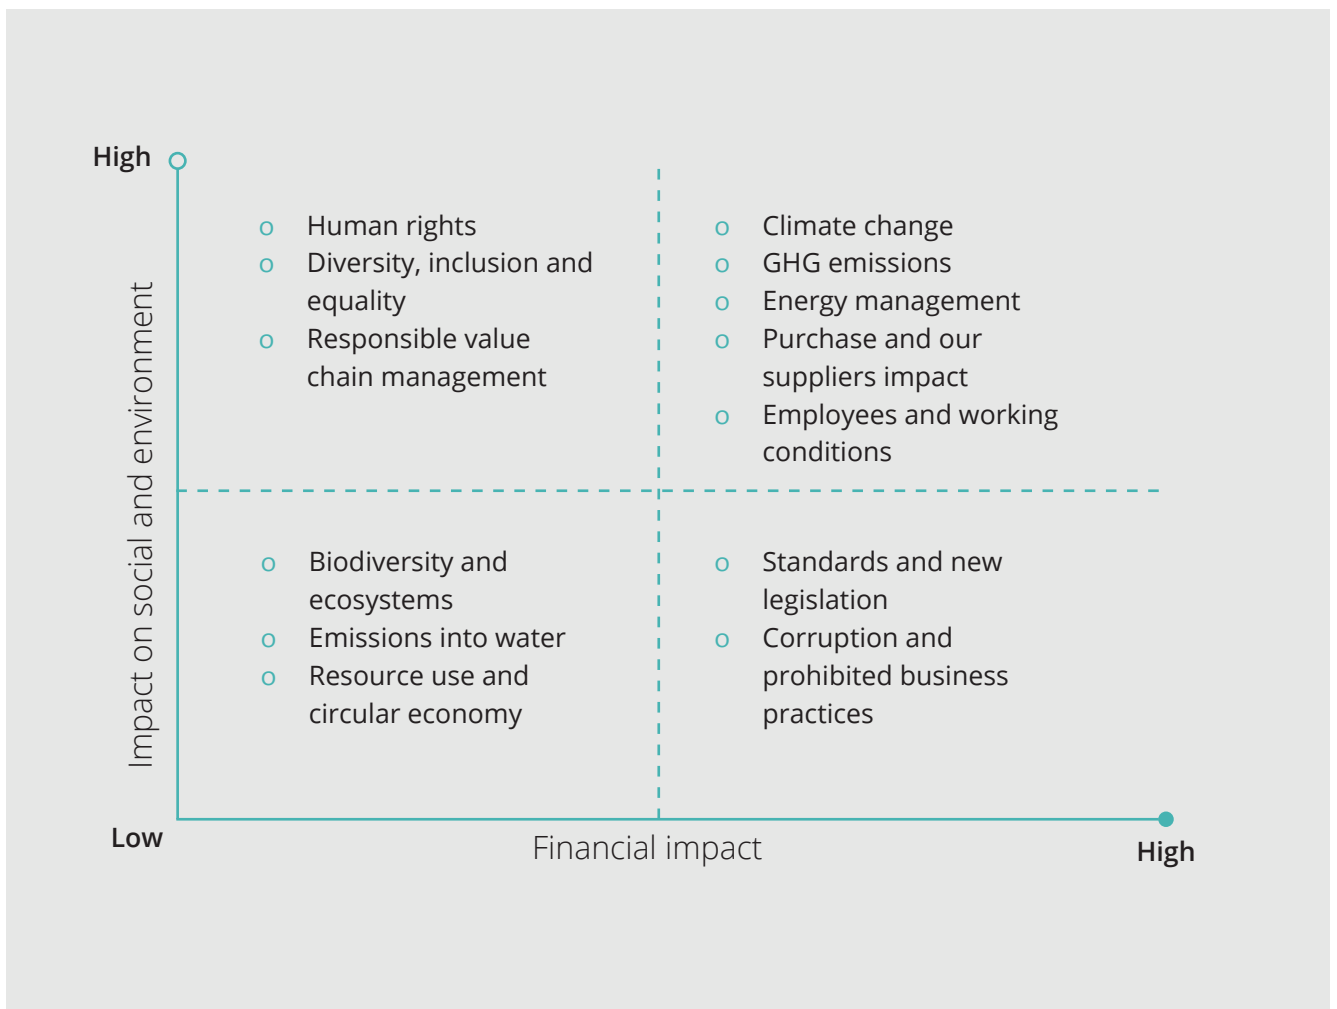 High
o Human rights
o Diversity, inclusion and
equality
o Responsible value
chain management
o Climate change
o GHG emissions
o Energy management
o Purchase and our
suppliers impact
o Employees and working
conditions
Impact on social and environment
o Biodiversity and
ecosystems
o Emissions into water
o Resource use and
circular economy
o Standards and new
legislation
o Corruption and
prohibited business
practices
Low
Financial impact
High